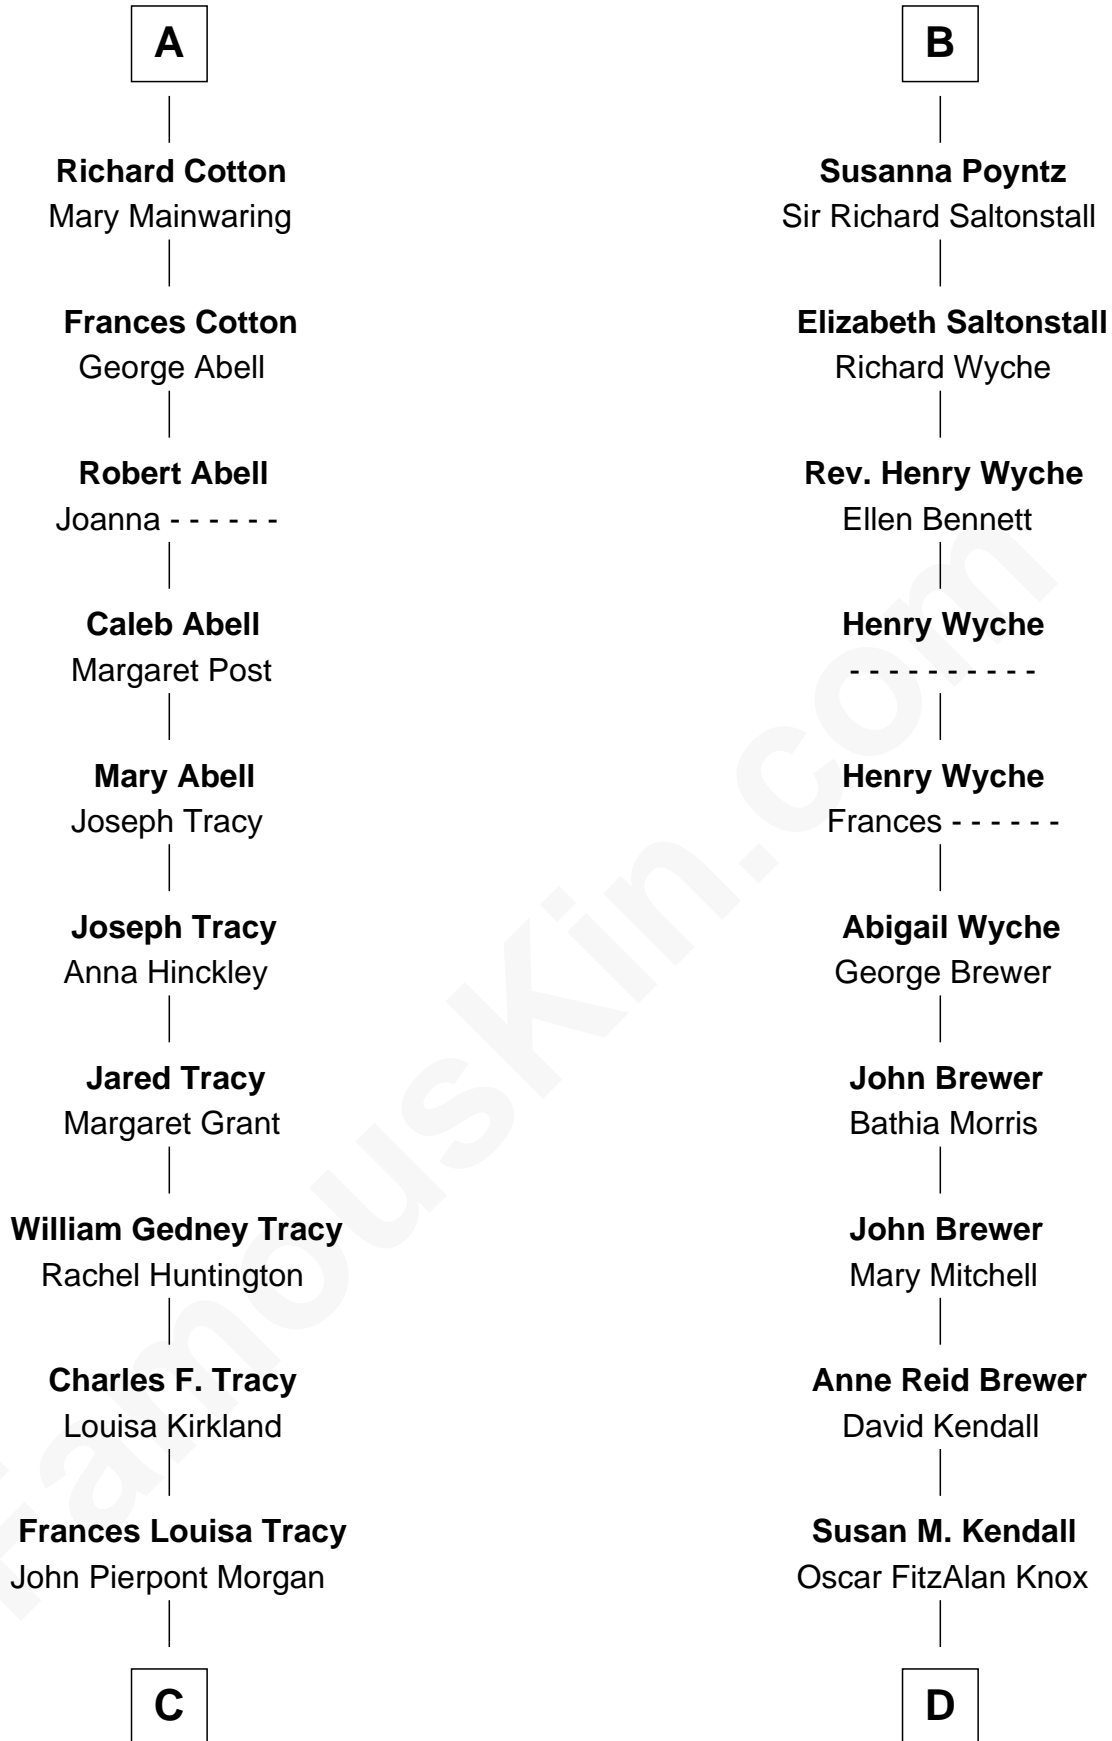 A
Richard Cotton
Mary Mainwaring
Frances Cotton
George Abell
Robert Abell
Joanna - - - - - -
Caleb Abell
Margaret Post
Mary Abell
Joseph Tracy
Joseph Tracy
Anna Hinckley
Jared Tracy
Margaret Grant
William Gedney Tracy
Rachel Huntington
Charles F. Tracy
Louisa Kirkland
Frances Louisa Tracy
John Pierpont Morgan
C
B
Susanna Poyntz
Sir Richard Saltonstall
Elizabeth Saltonstall
Richard Wyche
Rev. Henry Wyche
Ellen Bennett
Henry Wyche
- - - - - - - - - -
Henry Wyche
Frances - - - - - -
Abigail Wyche
George Brewer
John Brewer
Bathia Morris
John Brewer
Mary Mitchell
Anne Reid Brewer
David Kendall
Susan M. Kendall
Oscar FitzAlan Knox
D
FamousKin.com